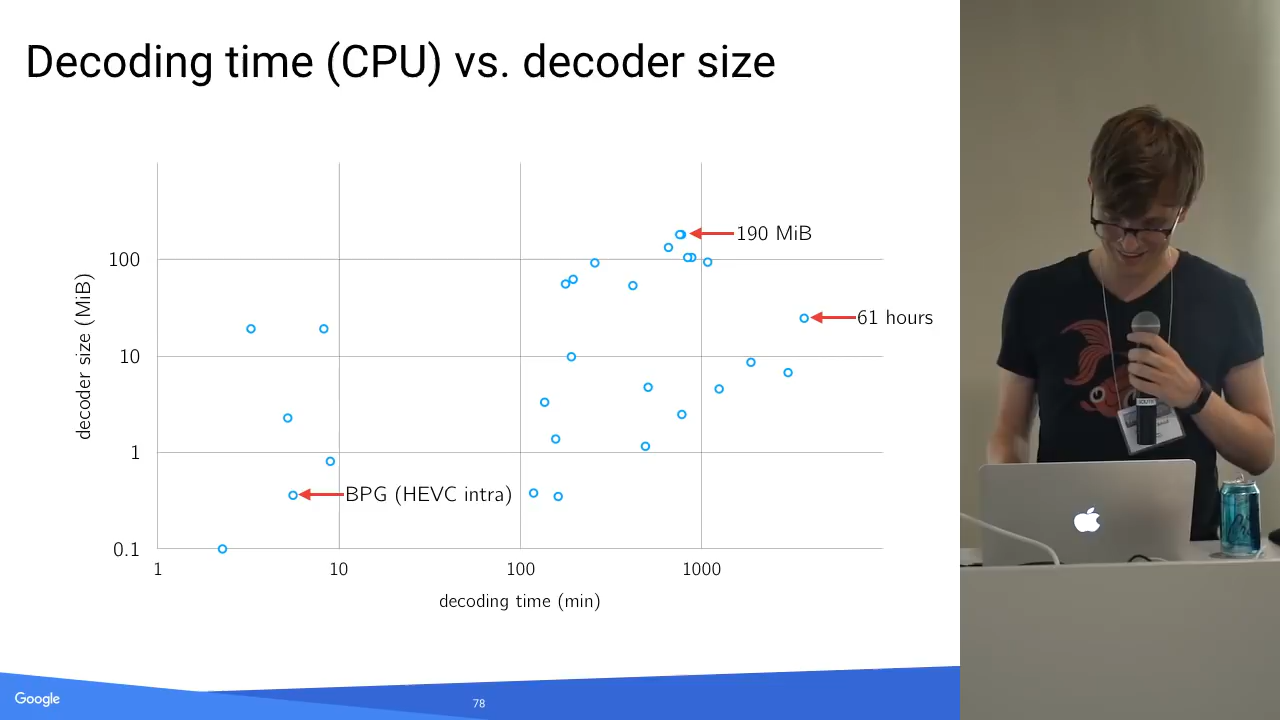 Decoding time (CPU) vs. decoder size
190 MiB
100
61 hours
10
decoder size (MiB)
1
BPG (HEVC intra)
0.1
1 10 100 1000
decoding time (min)
Google
78